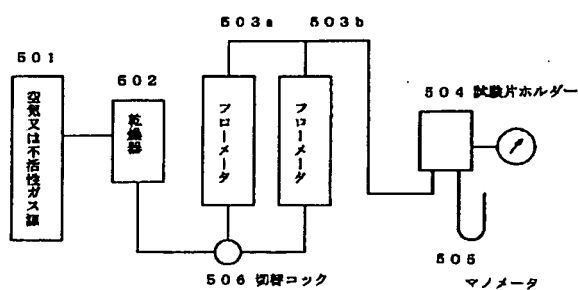 503a 503b
501
502
504 試験片ホルダー
空気又は不活性ガス源
乾燥器
フローメータ
フローメータ
505
506 切替コック
マノメータ